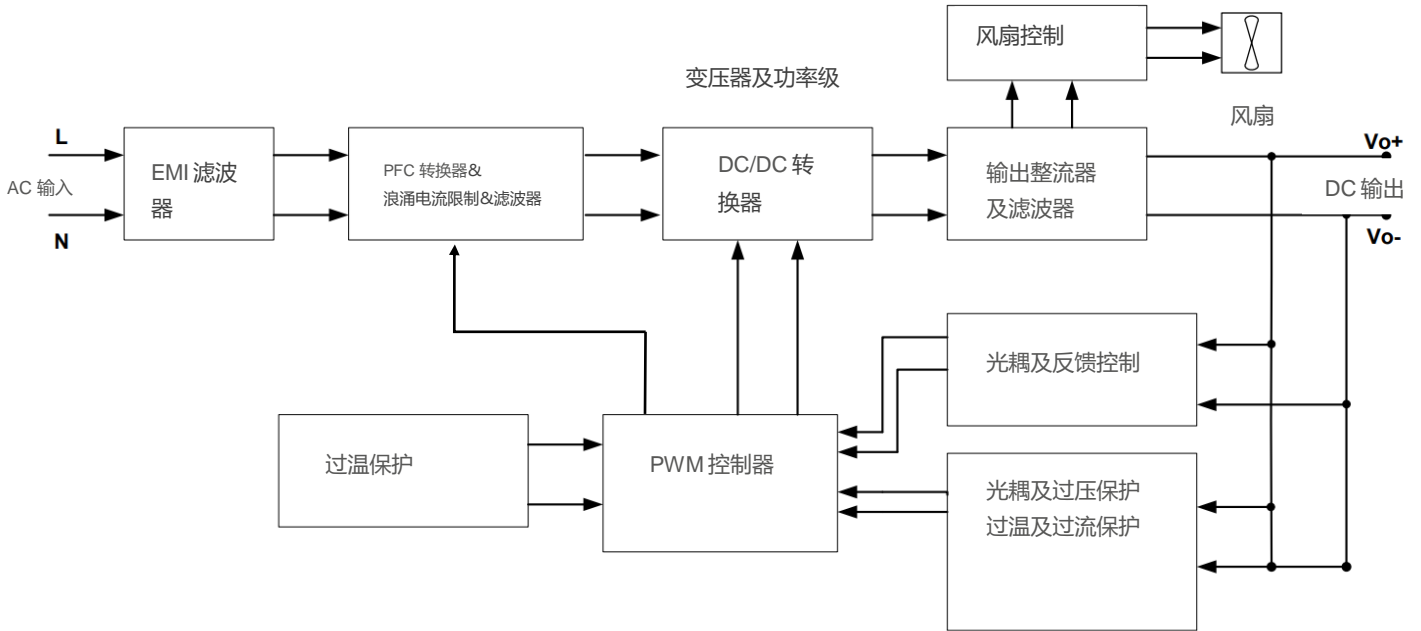 风扇控制
变压器及功率级
风扇
L
Vo+
EMI 滤波
器
PFC 转换器&
浪涌电流限制&滤波器
DC/DC 转
换器
输出整流器
及滤波器
AC 输入
DC 输出
N
Vo-
光耦及反馈控制
过温保护
PWM 控制器
光耦及过压保护
过温及过流保护